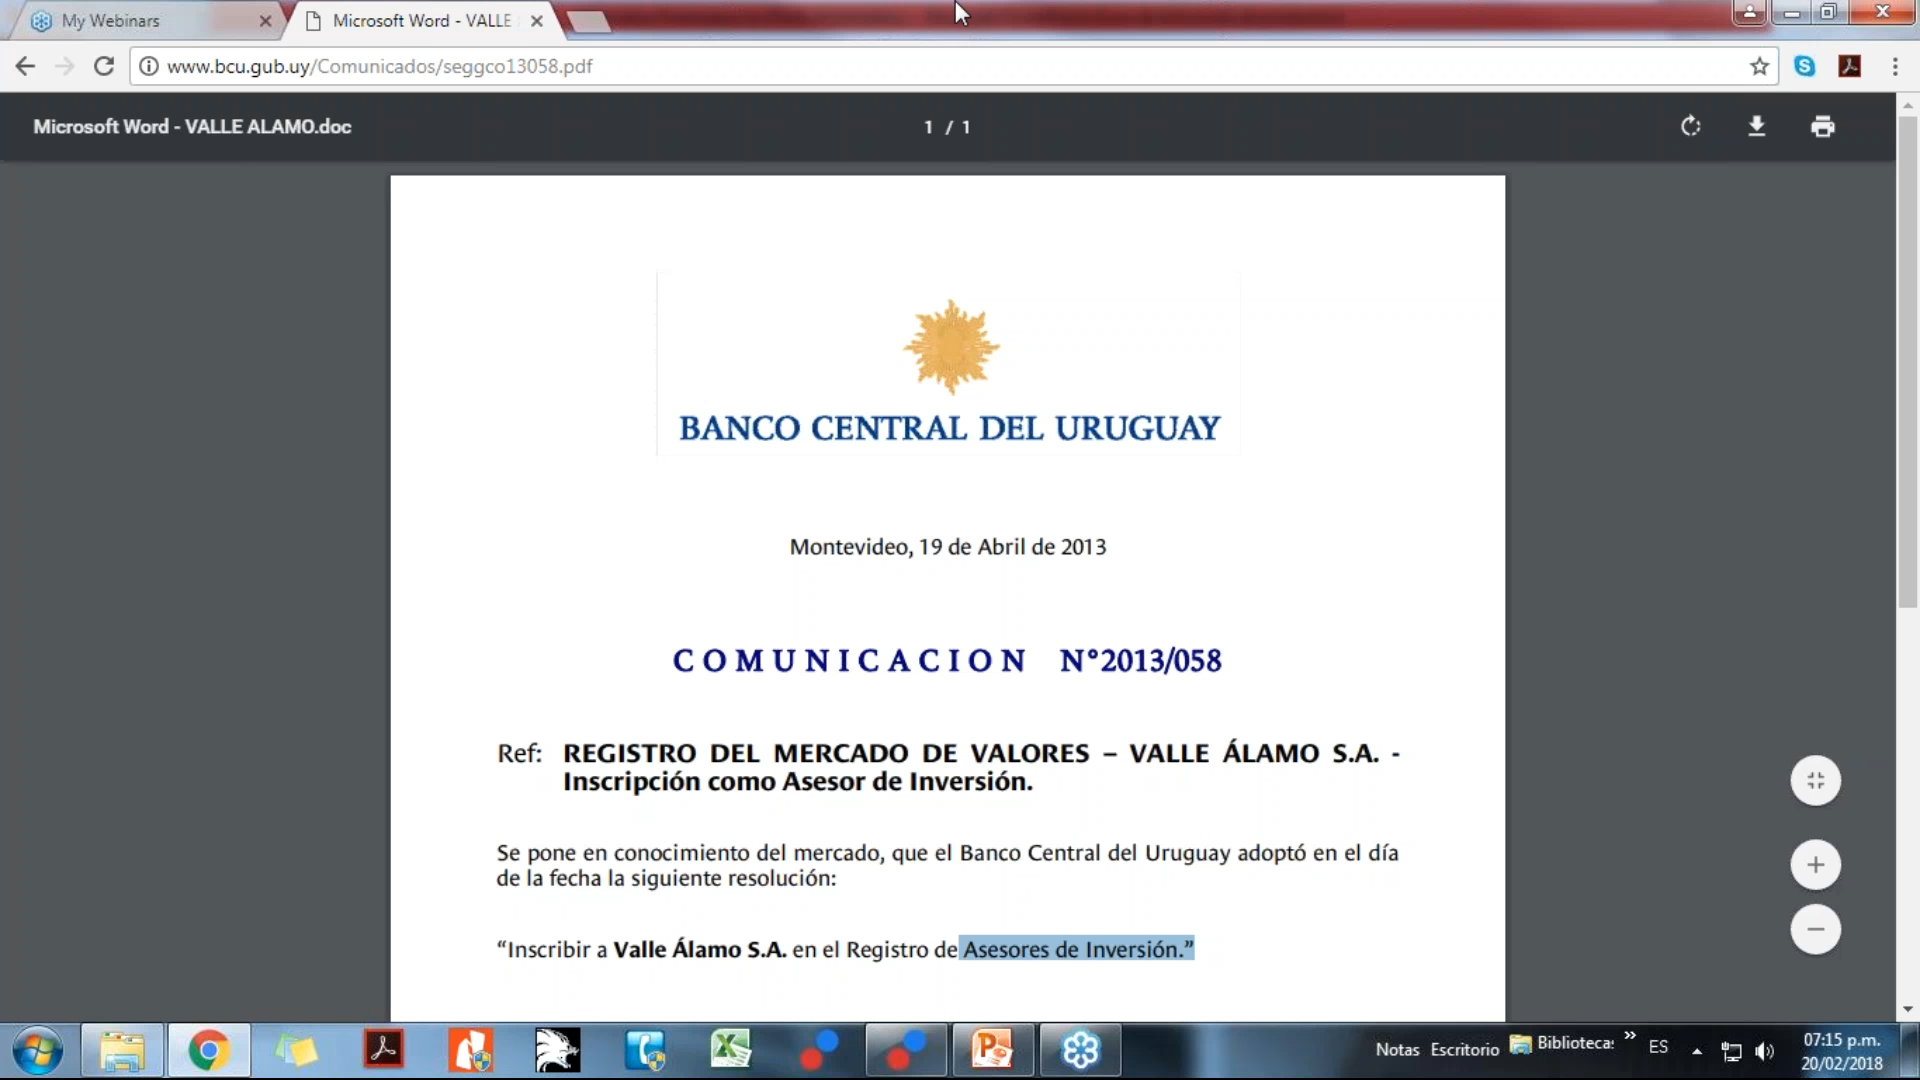 My Webinars
Microsoft Word - VALLE
www.bcu.gub.uy/Comunicados/seggco13058.pdf
Microsoft Word - VALLE ALAMO.doc
1 / 1
BANCO CENTRAL DEL URUGUAY
Montevideo, 19 de Abril de 2013
COMUNICACION N°2013/058
Ref: REGISTRO DEL MERCADO DE VALORES – VALLE ÁLAMO S.A. -
Inscripción como Asesor de Inversión.
Se pone en conocimiento del mercado, que el Banco Central del Uruguay adoptó en el día
de la fecha la siguiente resolución:
“Inscribir a Valle Álamo S.A. en el Registro de Asesores de Inversión.”
Notas Escritorio Bibliotecas » ES
07:15 p.m.
20/02/2018